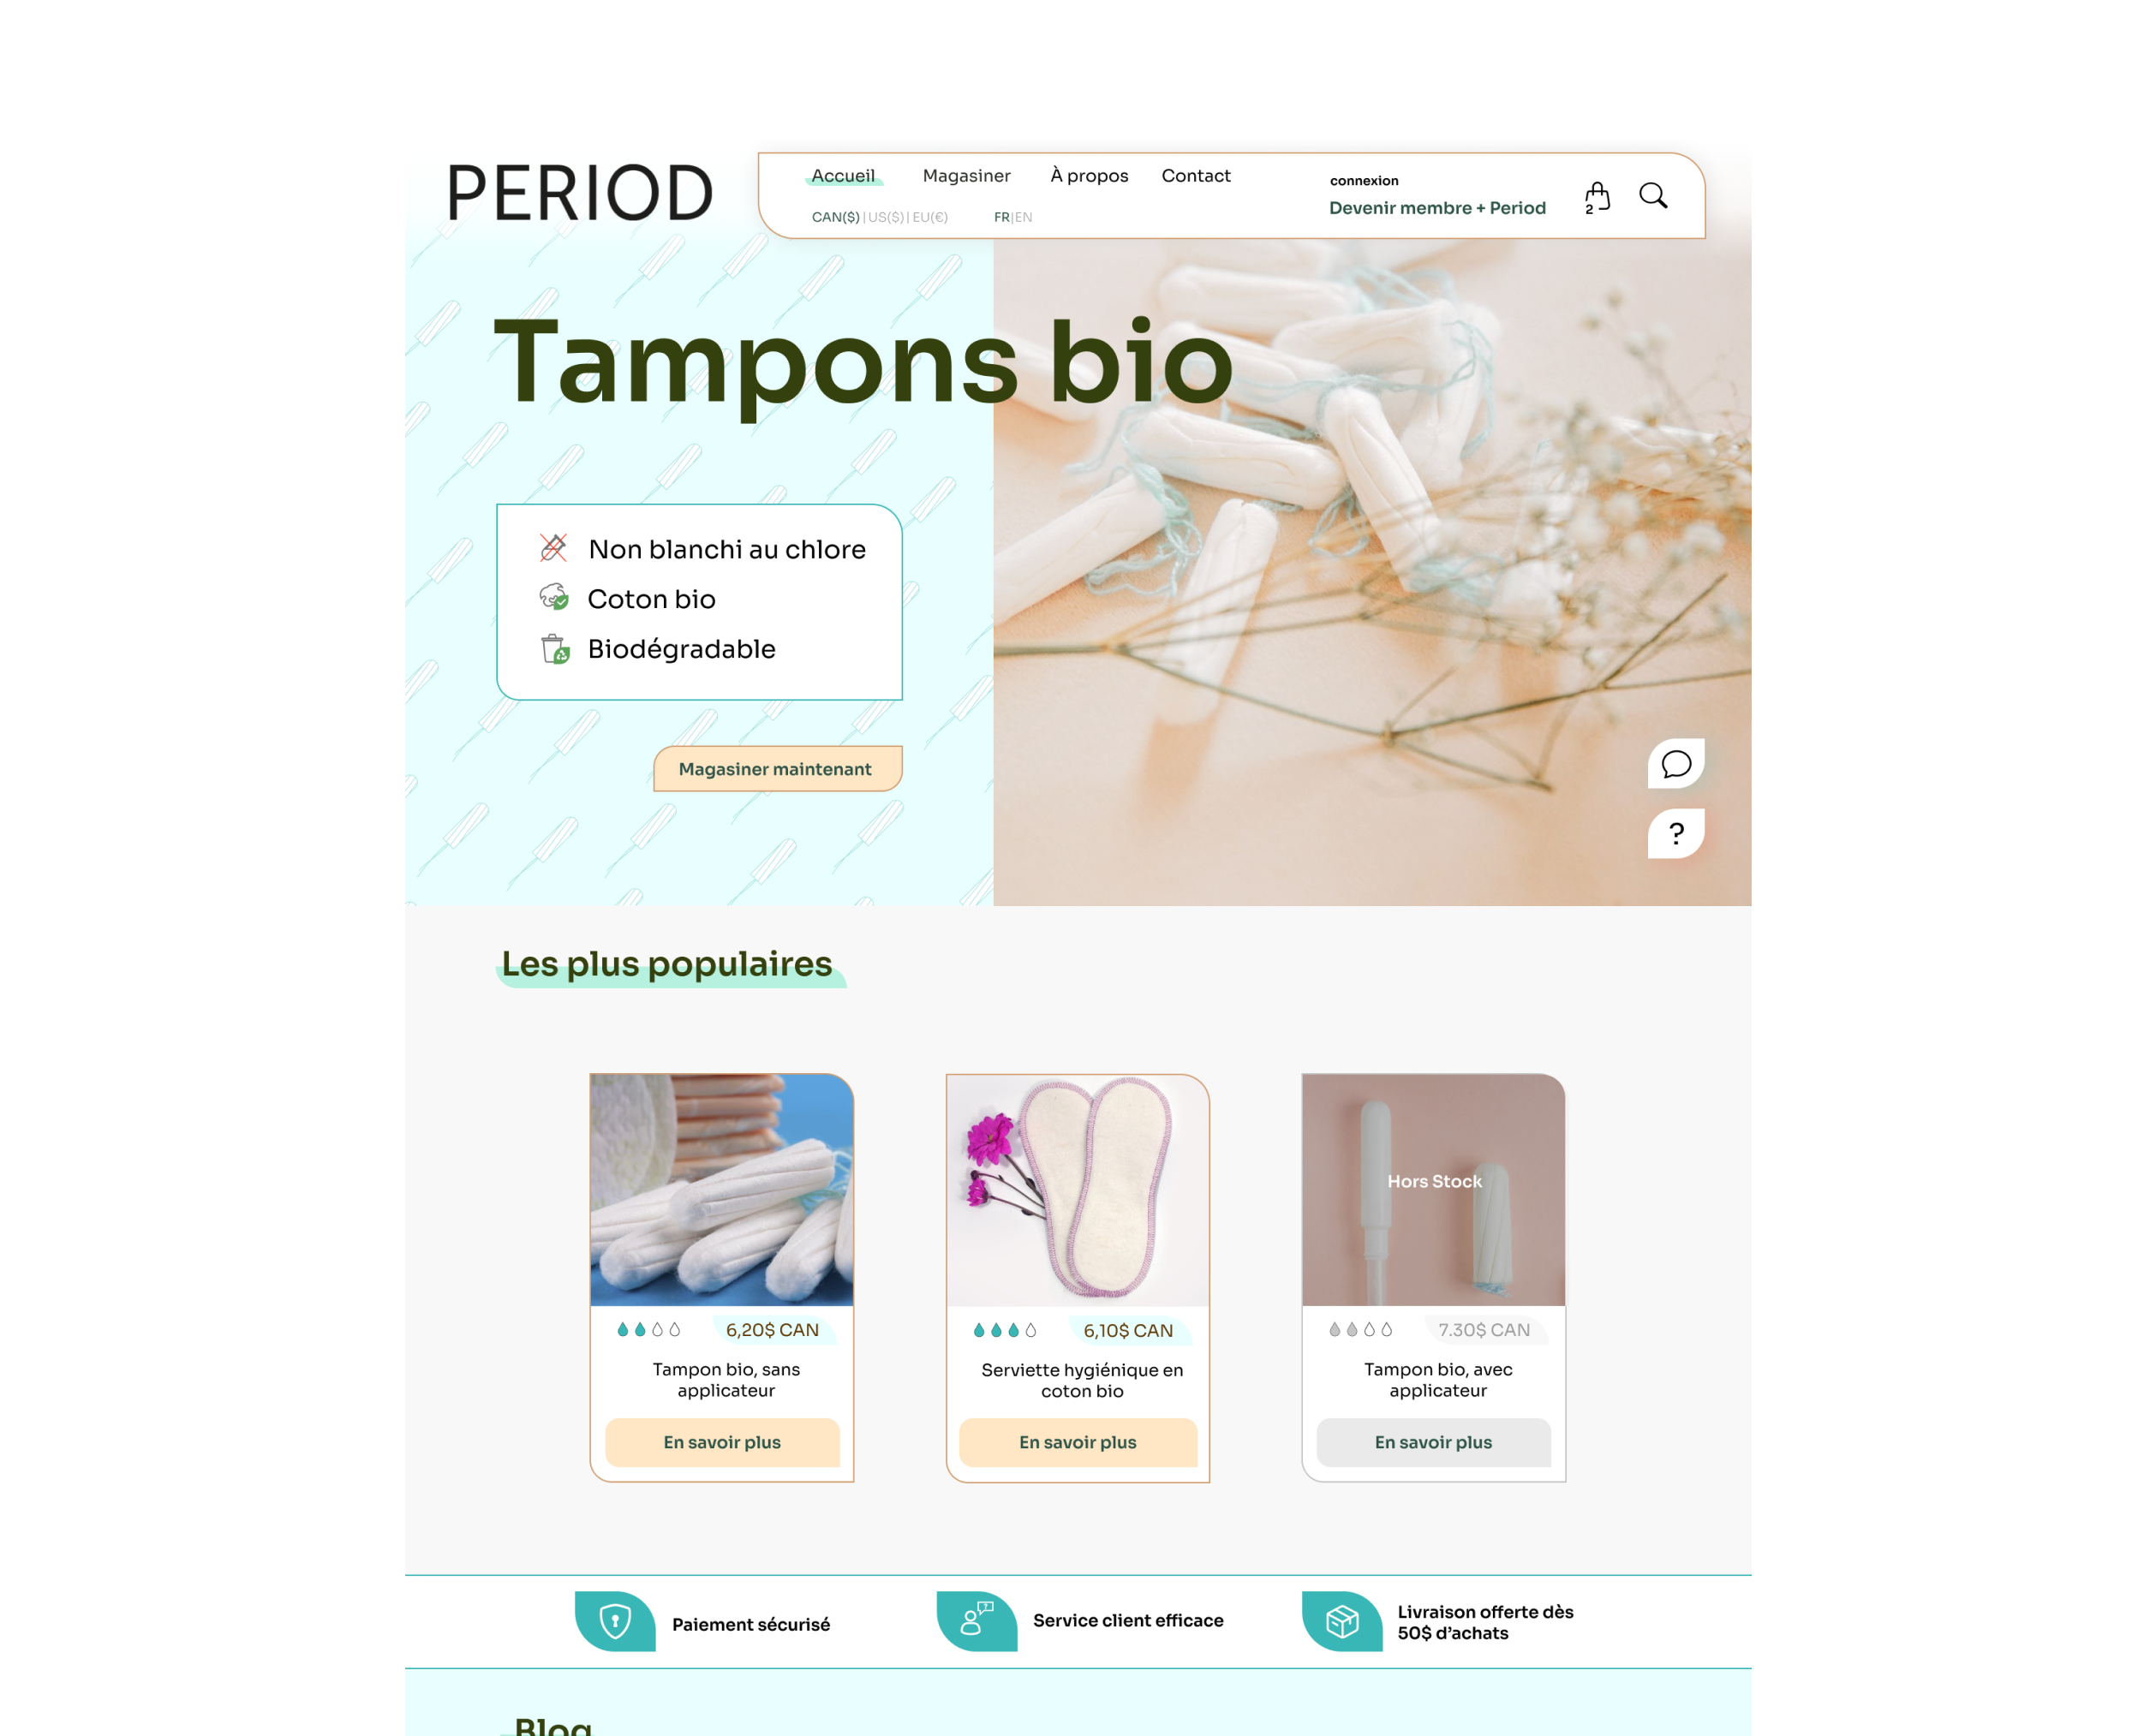 PERIOD
Accueil Magasiner À propos Contact
CAN($) | US($) | EU(€) FR|EN
connexion
Devenir membre + Period
2
Tampons bio
Non blanchi au chlore
Coton bio
Biodégradable
Magasiner maintenant
?
Les plus populaires
6,20$ CAN
Tampon bio, sans
applicateur
En savoir plus
6,10$ CAN
Serviette hygiénique en
coton bio
En savoir plus
Hors Stock
7.30$ CAN
Tampon bio, avec
applicateur
En savoir plus
Paiement sécurisé
?
Service client efficace
Livraison offerte dès
50$ d’achats
Blog